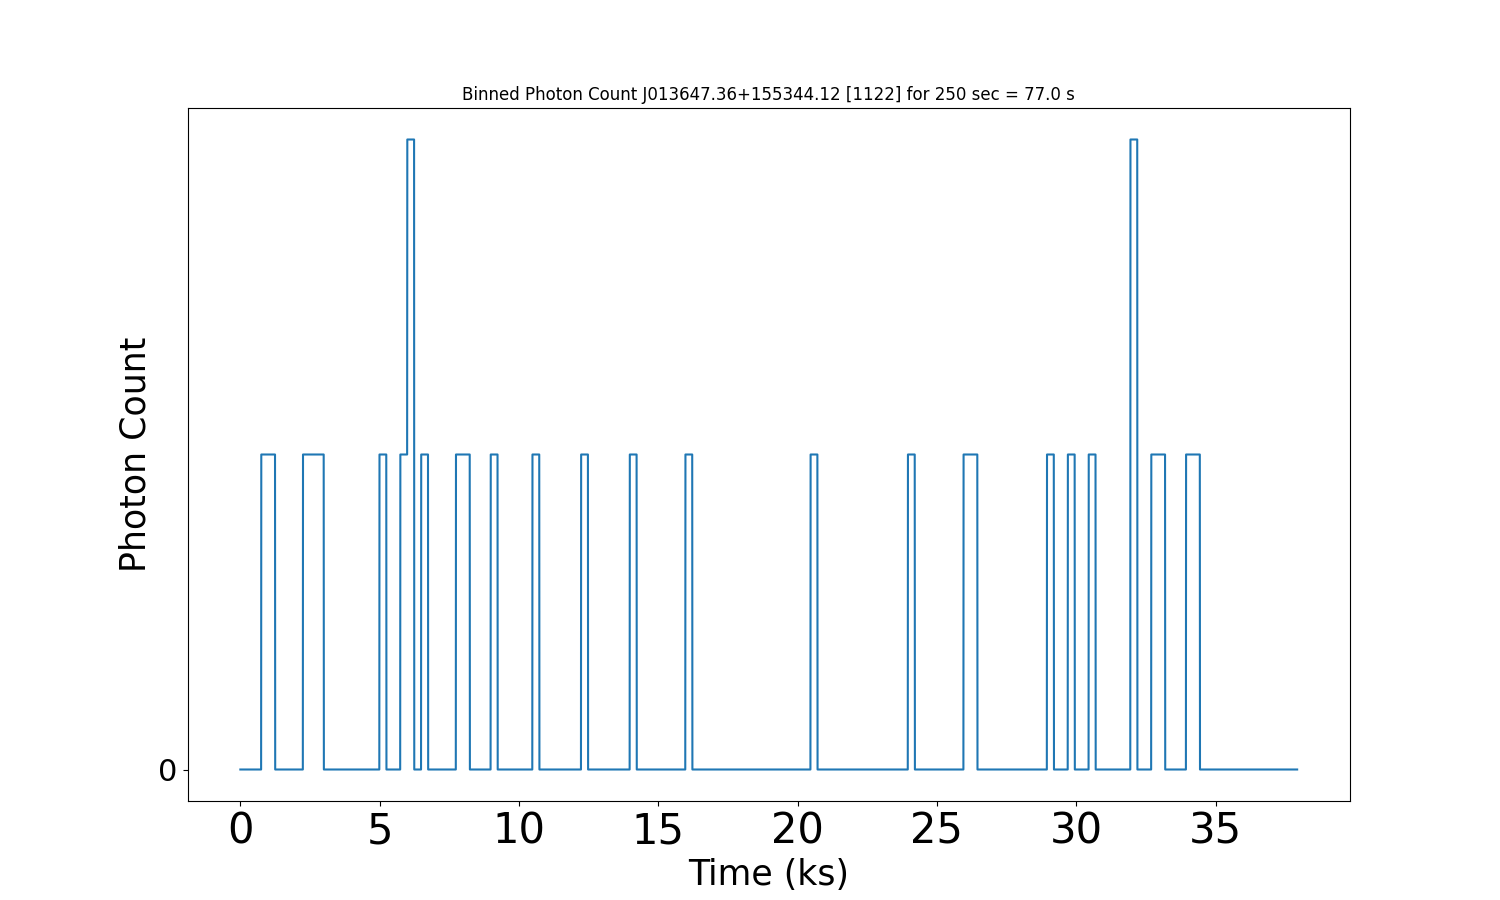 Binned Photon Count J013647.36+155344.12 [1122] for 250 sec = 77.0 s
Photon Count
0
0 5 10 15 20 25 30 35
Time (ks)